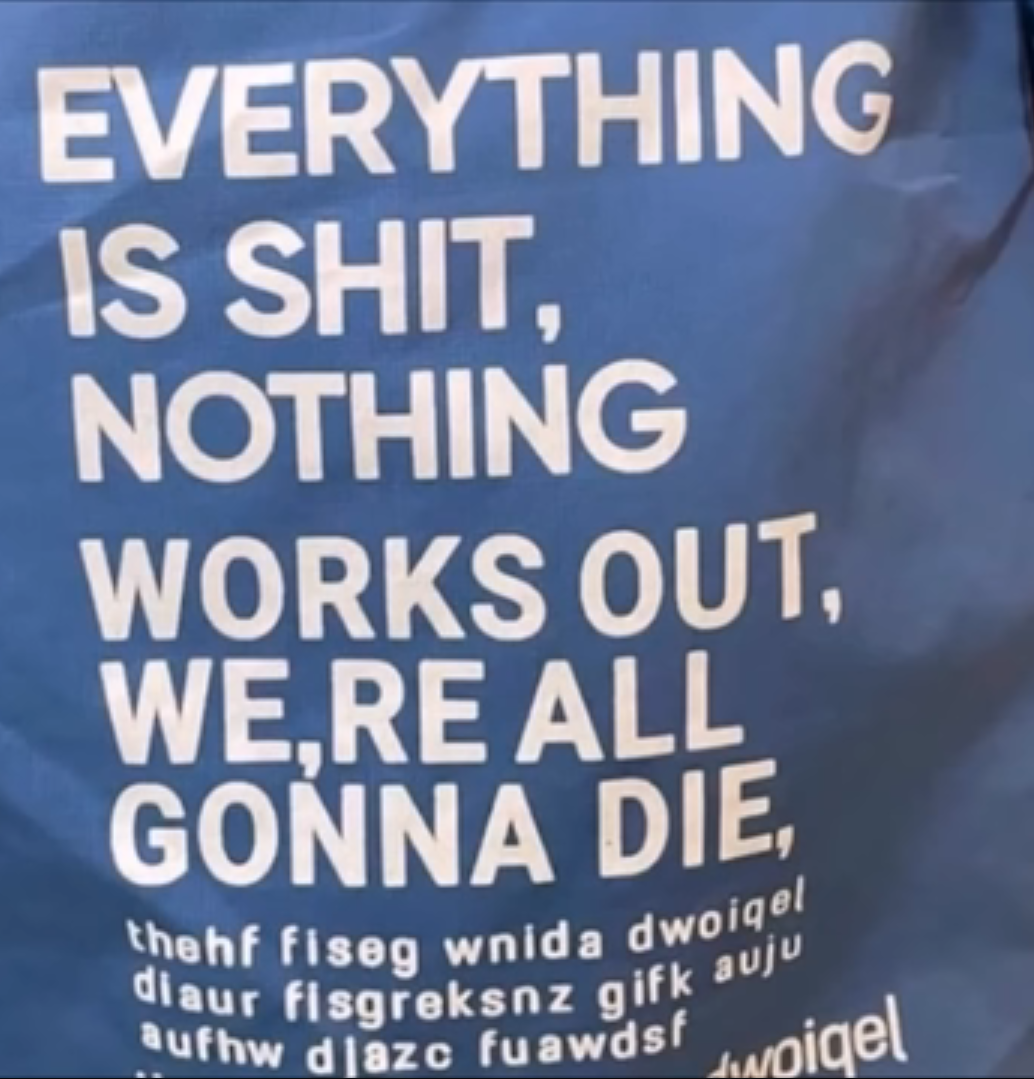 EVERYTHING
IS SHIT,
NOTHING
WORKS OUT,
WE,RE ALL
GONNA DIE,
thehf fiseg wnida dwoiqel
diaur fisgreksnz gifk auju
aufhw djazc fuawdsf
dwoiqel